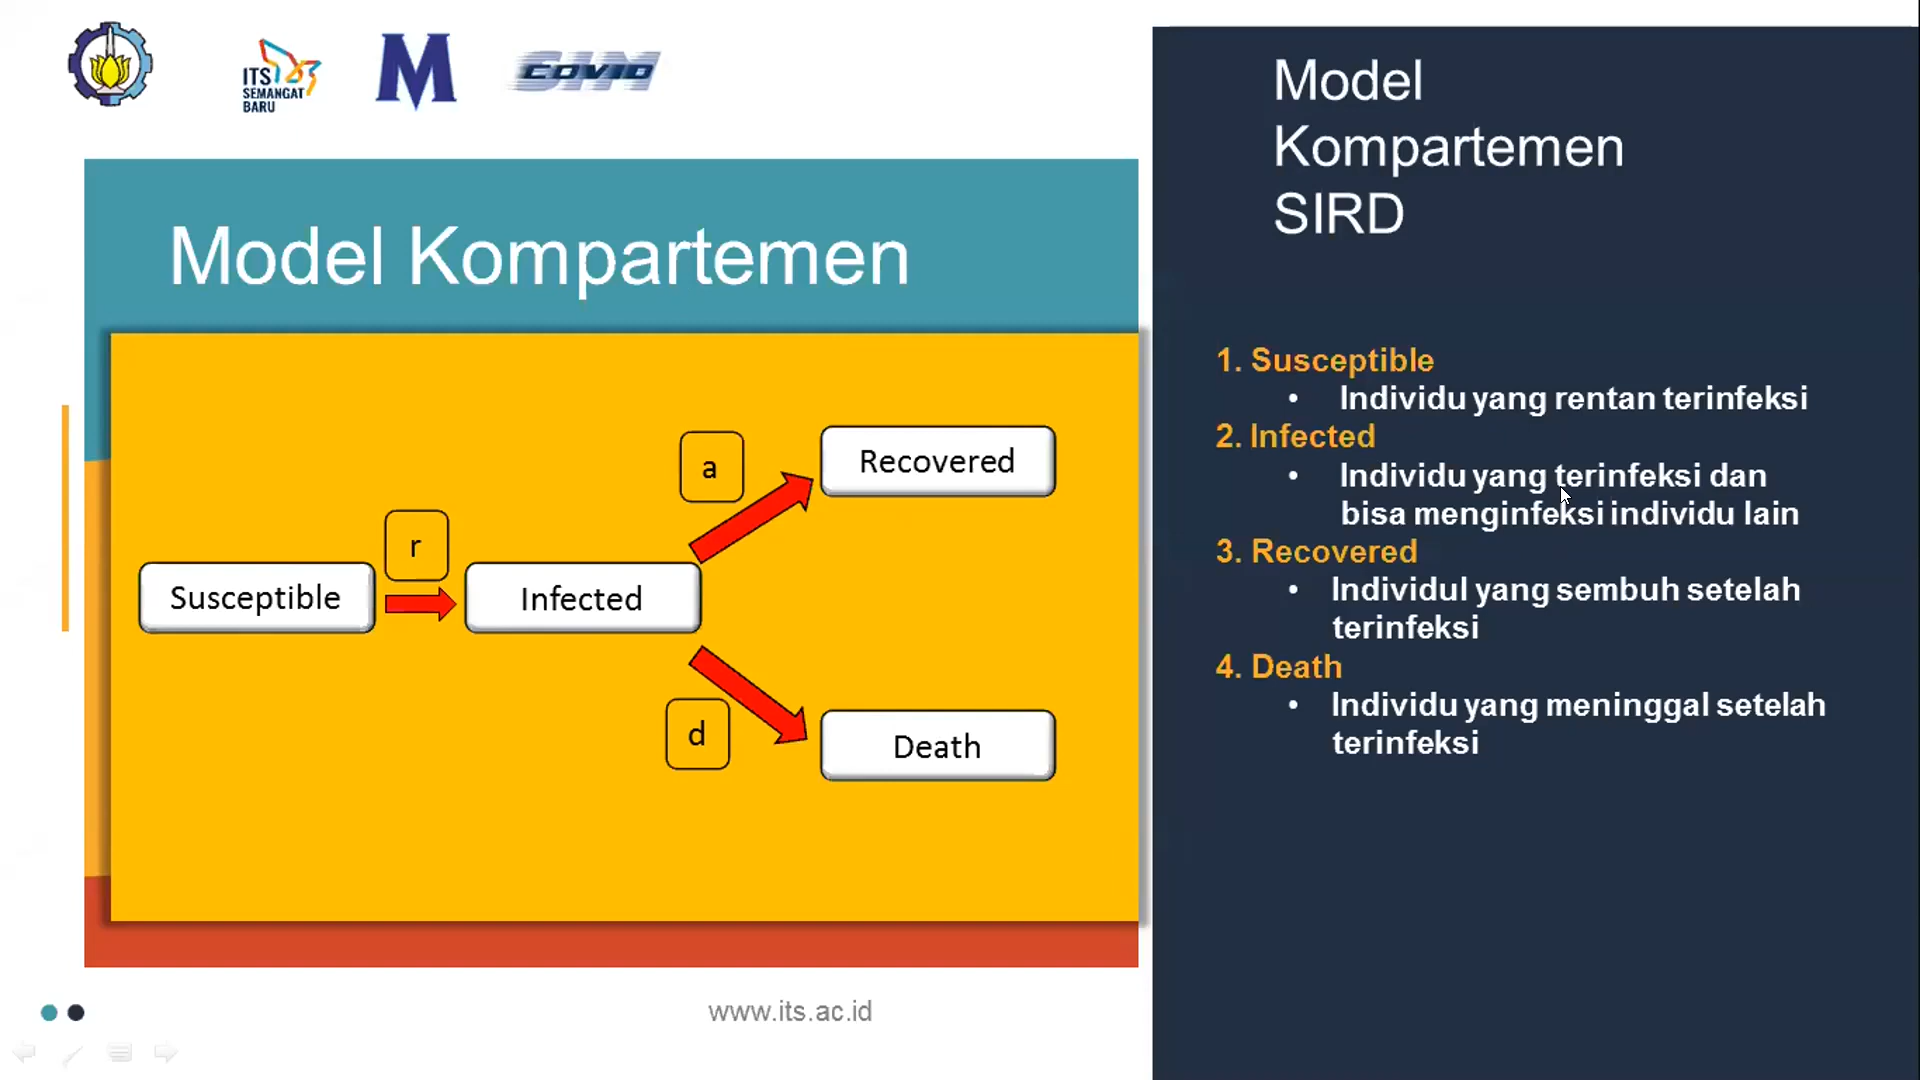 ITS
SEMANGAT
BARU
M
COVID
Model Kompartemen
Susceptible
r
Infected
a
Recovered
d
Death
www.its.ac.id
Model
Kompartemen
SIRD
1. Susceptible
• Individu yang rentan terinfeksi
2. Infected
• Individu yang terinfeksi dan
bisa menginfeksi individu lain
3. Recovered
• Individul yang sembuh setelah
terinfeksi
4. Death
• Individu yang meninggal setelah
terinfeksi